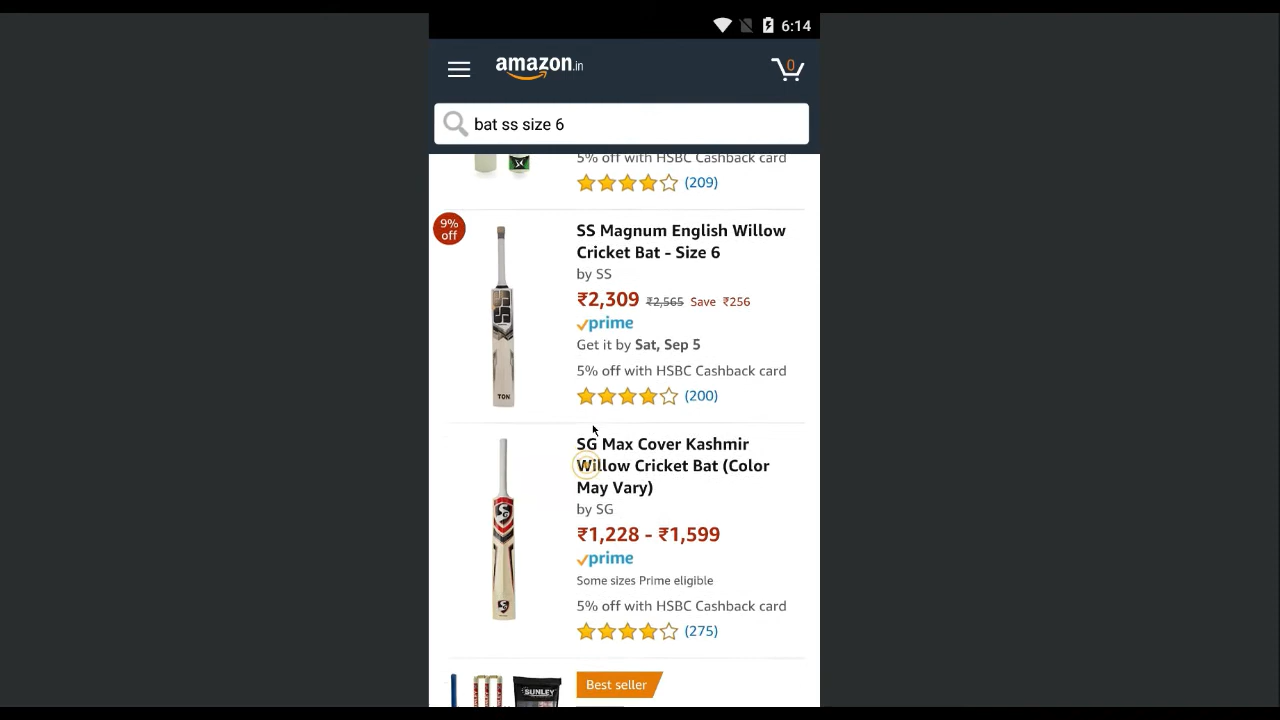 6:14
amazon.in
0
bat ss size 6
5% off with HSBC Cashback card
(209)
9%
off
SS Magnum English Willow
Cricket Bat - Size 6
by SS
₹2,309 ₹2,565 Save ₹256
prime
Get it by Sat, Sep 5
5% off with HSBC Cashback card
(200)
SS
SS
TON
SG Max Cover Kashmir
Willow Cricket Bat (Color
May Vary)
by SG
₹1,228 - ₹1,599
prime
Some sizes Prime eligible
5% off with HSBC Cashback card
(275)
SG
SG
Best seller
SUNLEY